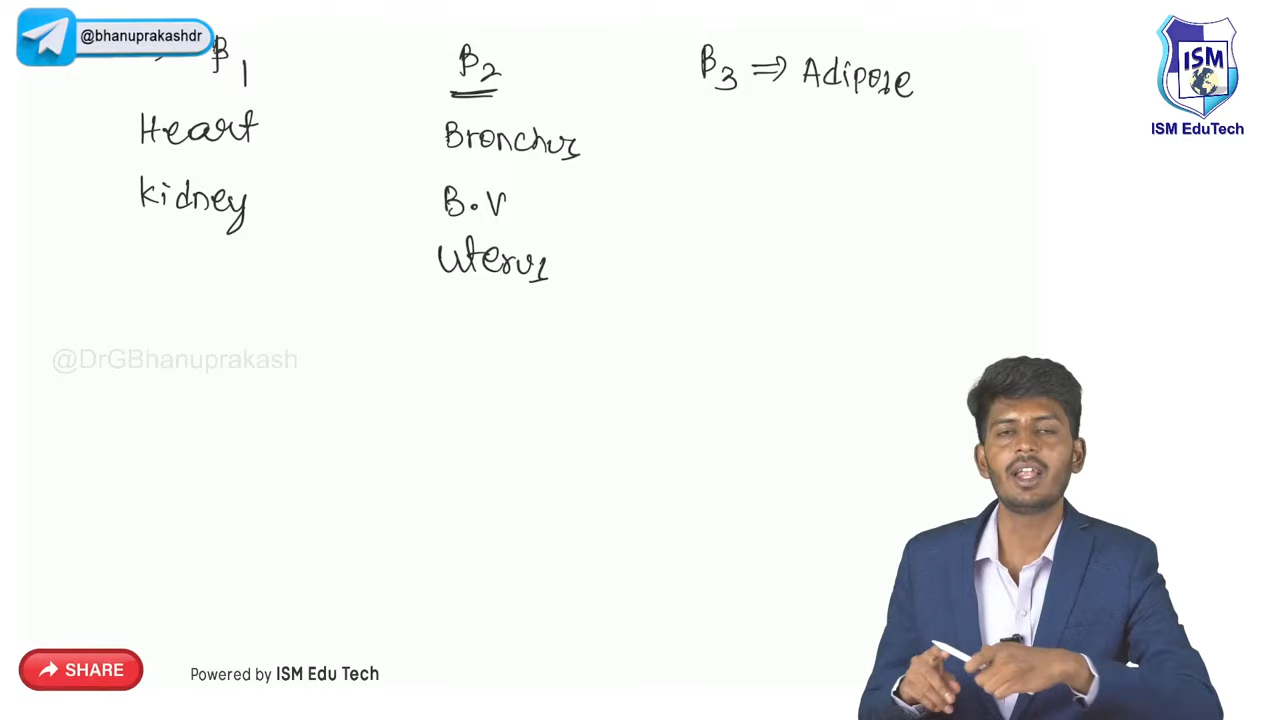 @bhanuprakashdr
β1
Heart
Kidney
β2
Bronchus
B.V
Uterus
β3 ⇒ Adipose
ISM
ISM EduTech
@DrGBhanuprakash
SHARE
Powered by ISM Edu Tech